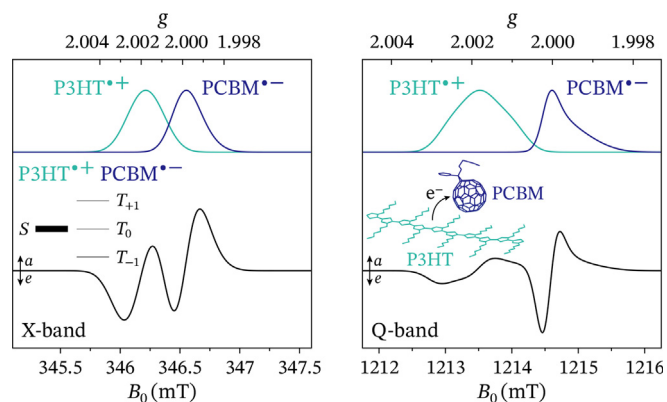 g
2.004 2.002 2.000 1.998
P3HT•+ PCBM•−
P3HT•+ PCBM•−
S
T+1
T0
T−1
a
e
X-band
345.5 346 346.5 347 347.5
B0 (mT)
g
2.004 2.002 2.000 1.998
P3HT•+ PCBM•−
e−
PCBM
P3HT
a
e
Q-band
1212 1213 1214 1215 1216
B0 (mT)